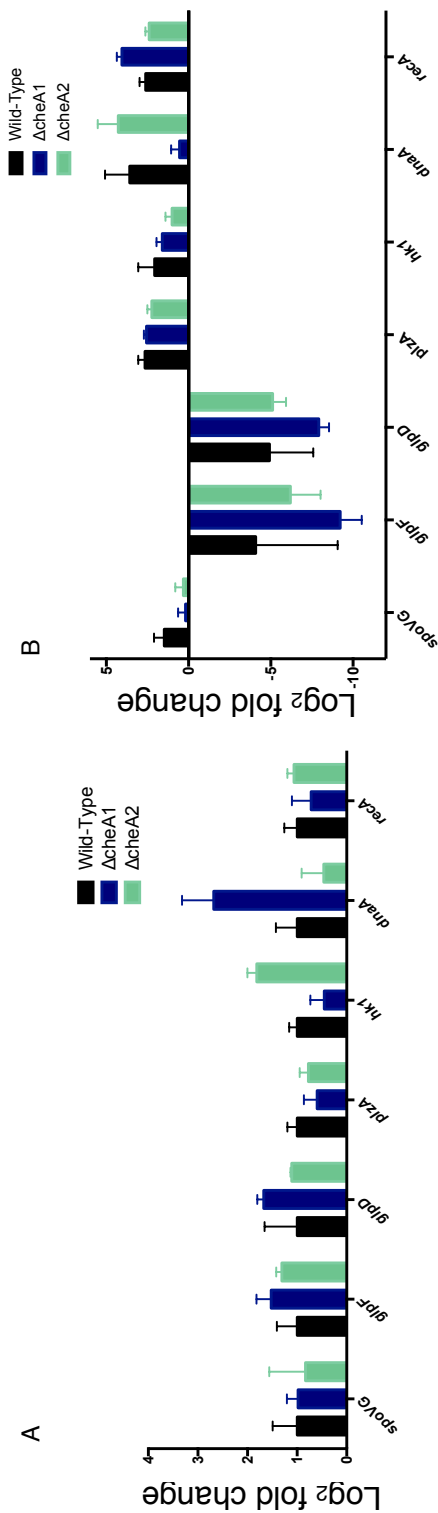 A
Wild-Type
ΔcheA1
ΔcheA2
Log₂ fold change
4
3
2
1
0
spoVG
glpF
glpD
plzA
hk1
dnaA
recA
B
Wild-Type
ΔcheA1
ΔcheA2
Log₂ fold change
5
0
-5
-10
spoVG
glpF
glpD
plzA
hk1
dnaA
recA